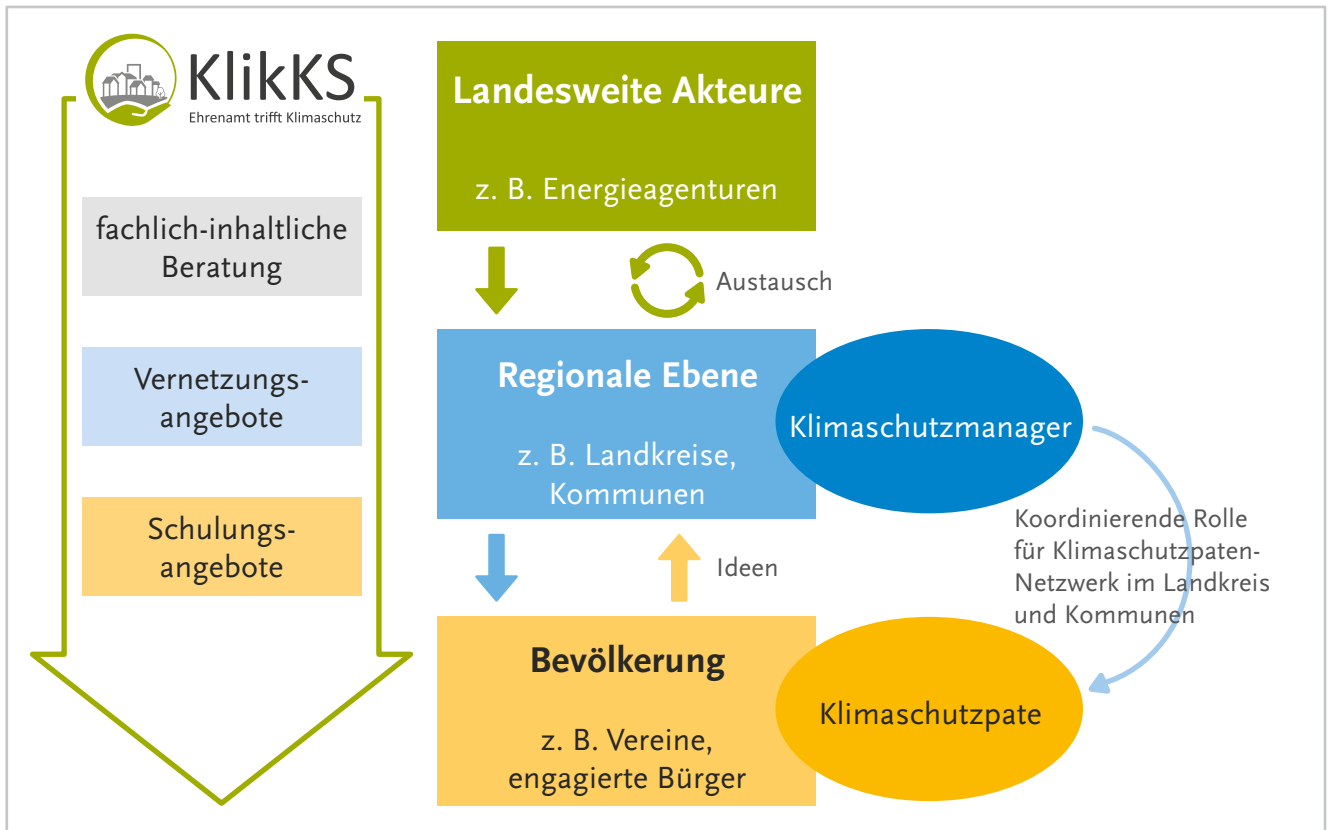 KlikKS
Ehrenamt trifft Klimaschutz
fachlich-inhaltliche
Beratung
Vernetzungs-
angebote
Schulungs-
angebote
Landesweite Akteure
z. B. Energieagenturen
Austausch
Regionale Ebene
z. B. Landkreise,
Kommunen
Klimaschutzmanager
Koordinierende Rolle
für Klimaschutzpaten-
Netzwerk im Landkreis
und Kommunen
Ideen
Bevölkerung
z. B. Vereine,
engagierte Bürger
Klimaschutzpate